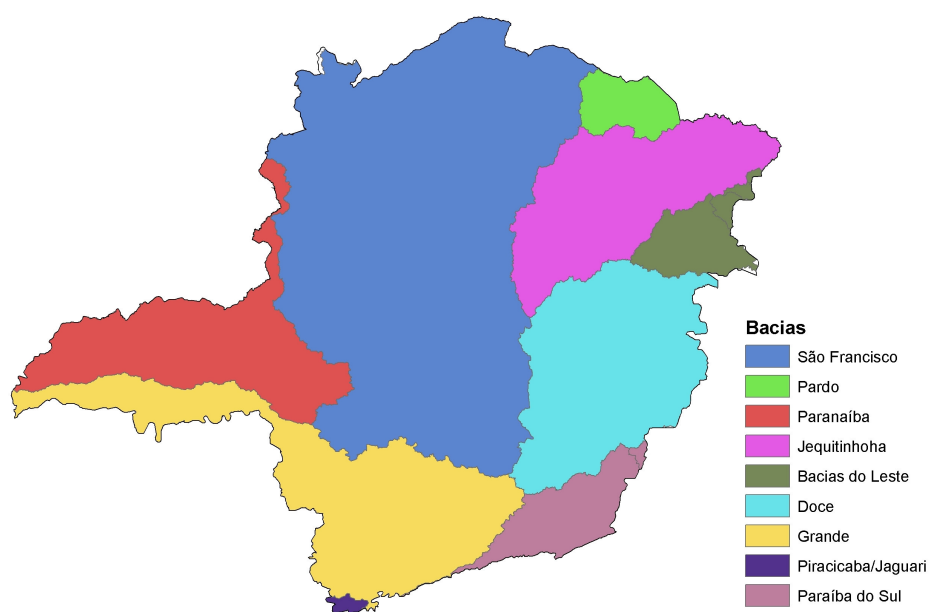 Bacias
São Francisco
Pardo
Paranaíba
Jequitinhoha
Bacias do Leste
Doce
Grande
Piracicaba/Jaguari
Paraíba do Sul